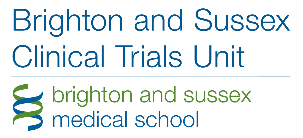 Brighton and Sussex
Clinical Trials Unit
brighton and sussex
medical school